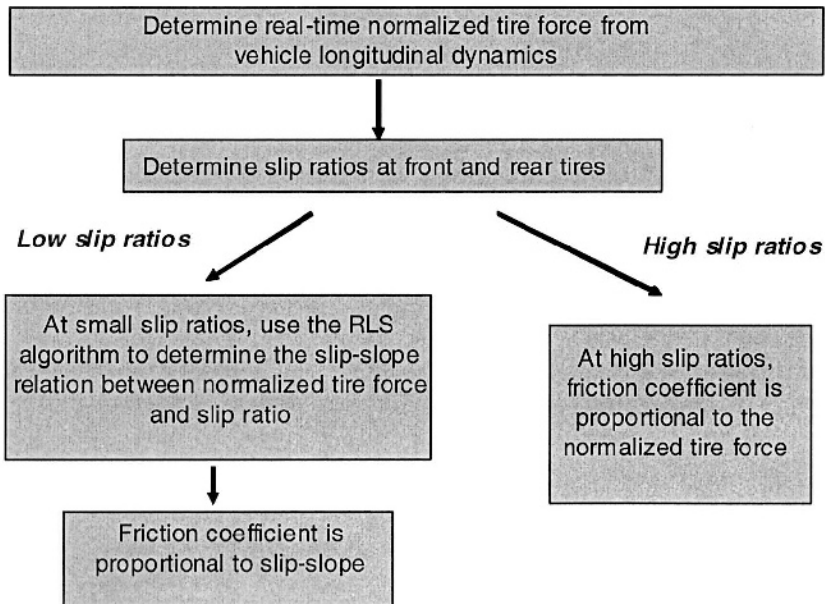 Determine real-time normalized tire force from
vehicle longitudinal dynamics
Determine slip ratios at front and rear tires
Low slip ratios
High slip ratios
At small slip ratios, use the RLS
algorithm to determine the slip-slope
relation between normalized tire force
and slip ratio
At high slip ratios,
friction coefficient is
proportional to the
normalized tire force
Friction coefficient is
proportional to slip-slope